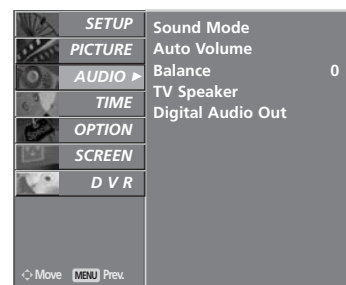 SETUP
PICTURE
AUDIO ►
TIME
OPTION
SCREEN
D V R
Sound Mode
Auto Volume
Balance 0
TV Speaker
Digital Audio Out
Move MENU Prev.